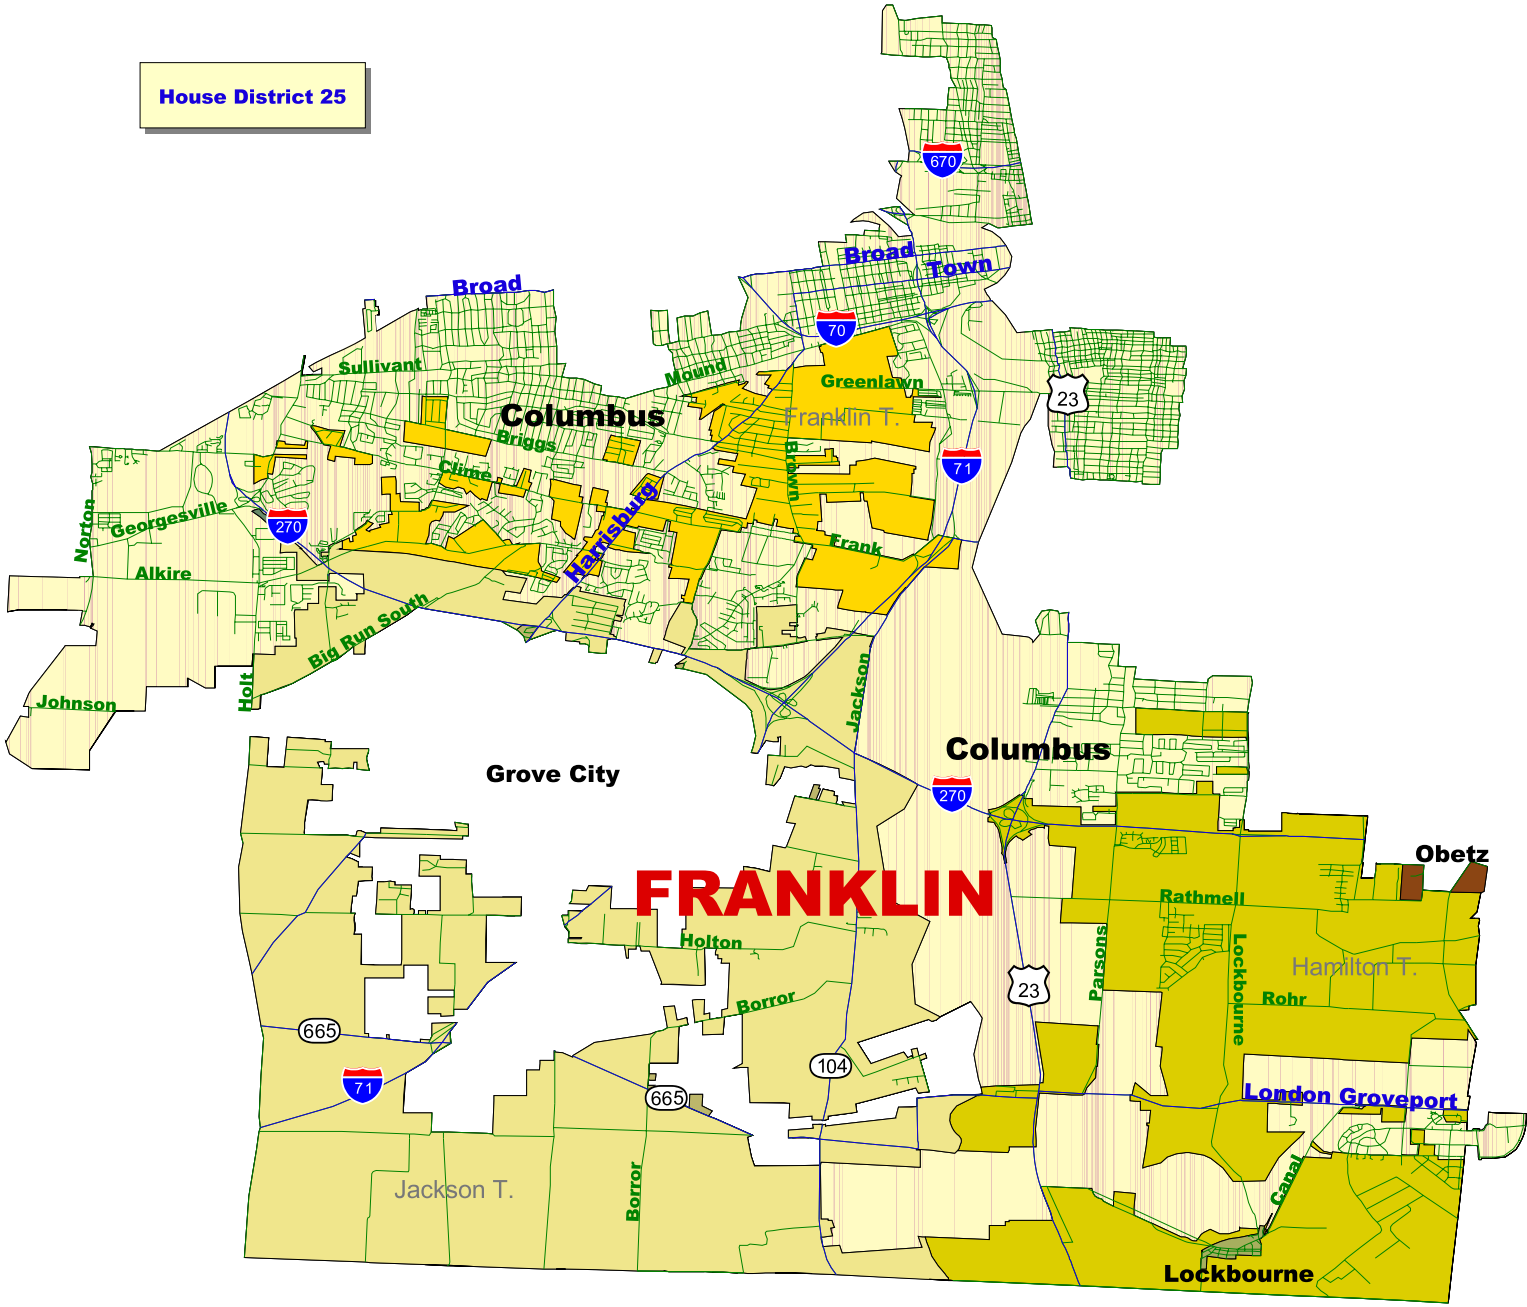 House District 25
670
Broad
Town
Broad
70
Sullivant
Mound
Greenlawn
23
Columbus
Franklin T.
Briggs
Clime
Brown
71
Harrisburg
Norton
Georgesville
270
Frank
Alkire
Big Run South
Holt
Johnson
Jackson
Columbus
Grove City
270
Obetz
FRANKLIN
Rathmell
Holton
Parsons
Lockbourne
Hamilton T.
Borror
23
Rohr
665
104
71
665
London Groveport
Jackson T.
Borror
Canal
Lockbourne